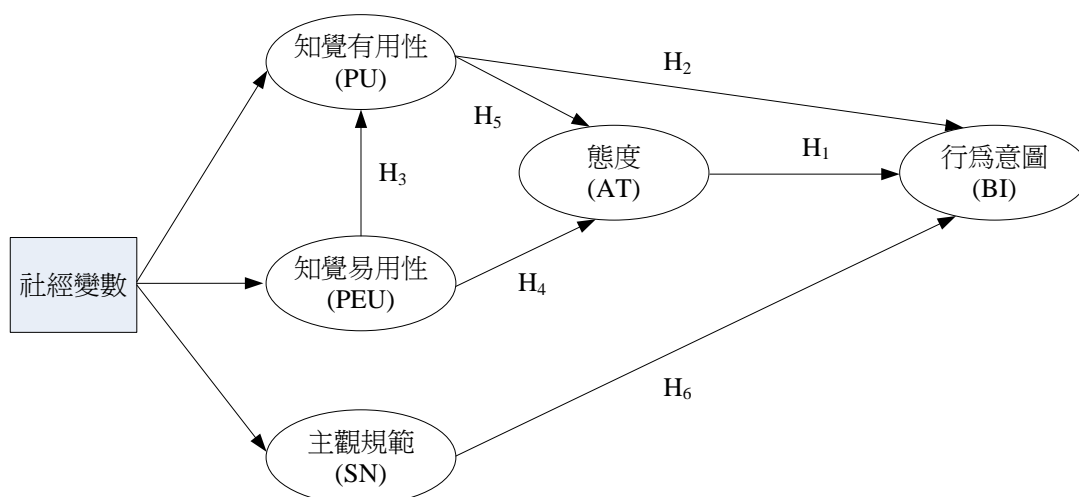 知覺有用性
(PU)
H2
H5
態度
(AT)
H1
行爲意圖
(BI)
H3
社經變數
知覺易用性
(PEU)
H4
H6
主觀規範
(SN)